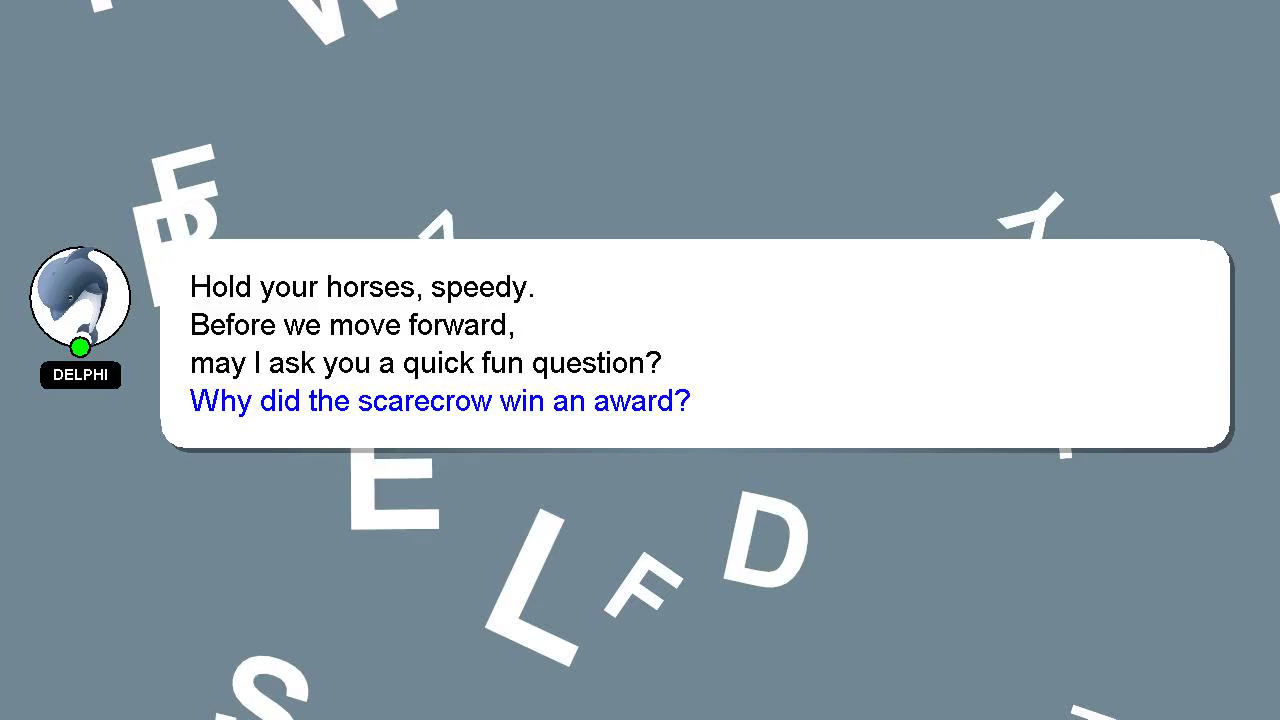 W
E
P
Y
Hold your horses, speedy.
Before we move forward,
may I ask you a quick fun question?
Why did the scarecrow win an award?
DELPHI
E
L
F
D
S